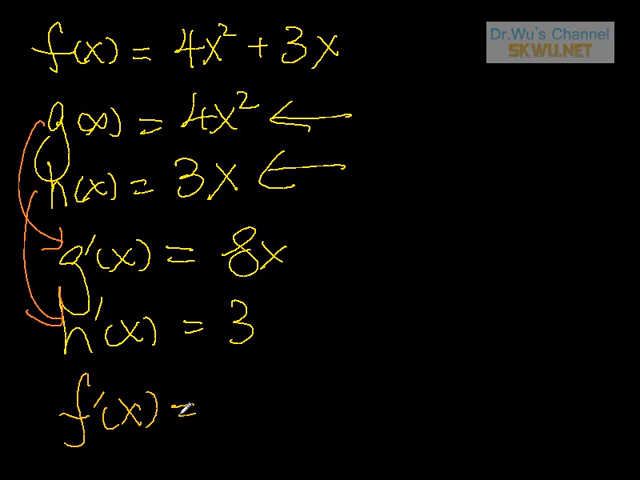 f(x) = 4x² + 3x
Dr.Wu's Channel
SKWU.NET
g(x) = 4x² ←
h(x) = 3x ←
g'(x) = 8x
h'(x) = 3
f'(x) =